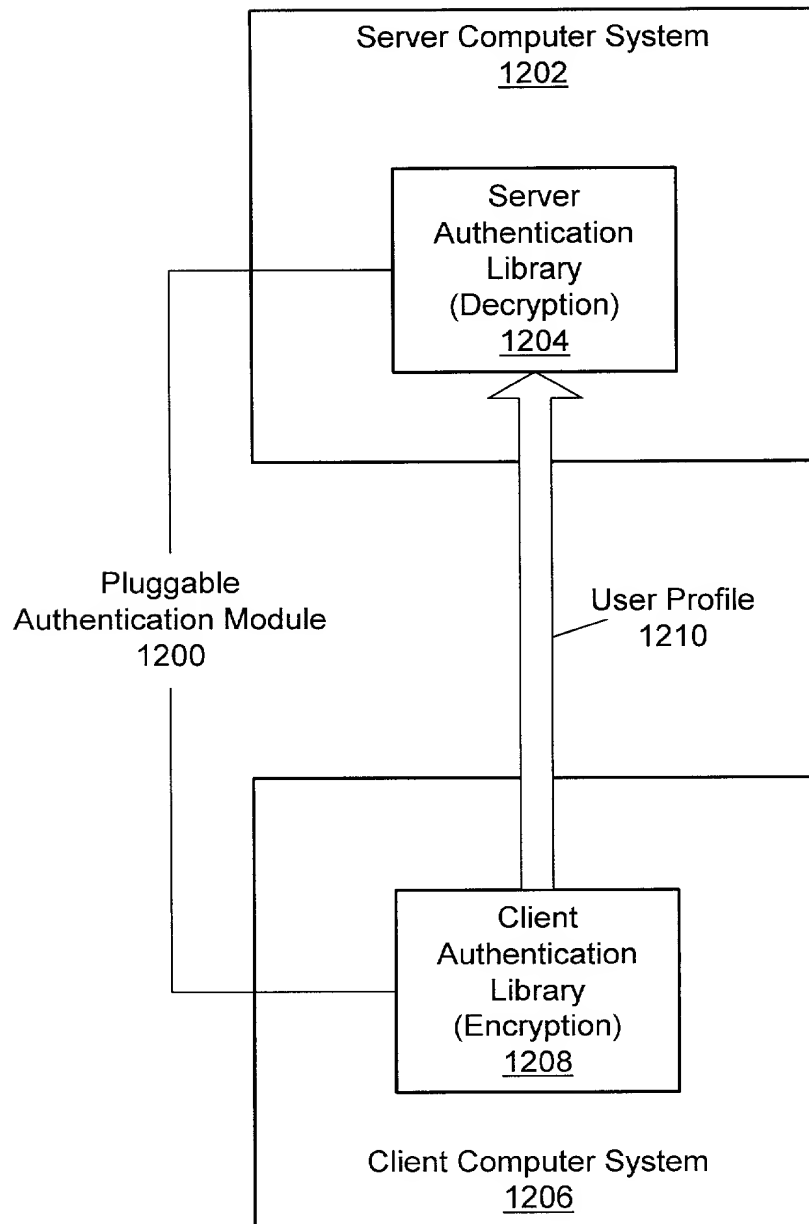 Server Computer System
1202
Server
Authentication
Library
(Decryption)
1204
Pluggable
Authentication Module
1200
User Profile
1210
Client
Authentication
Library
(Encryption)
1208
Client Computer System
1206